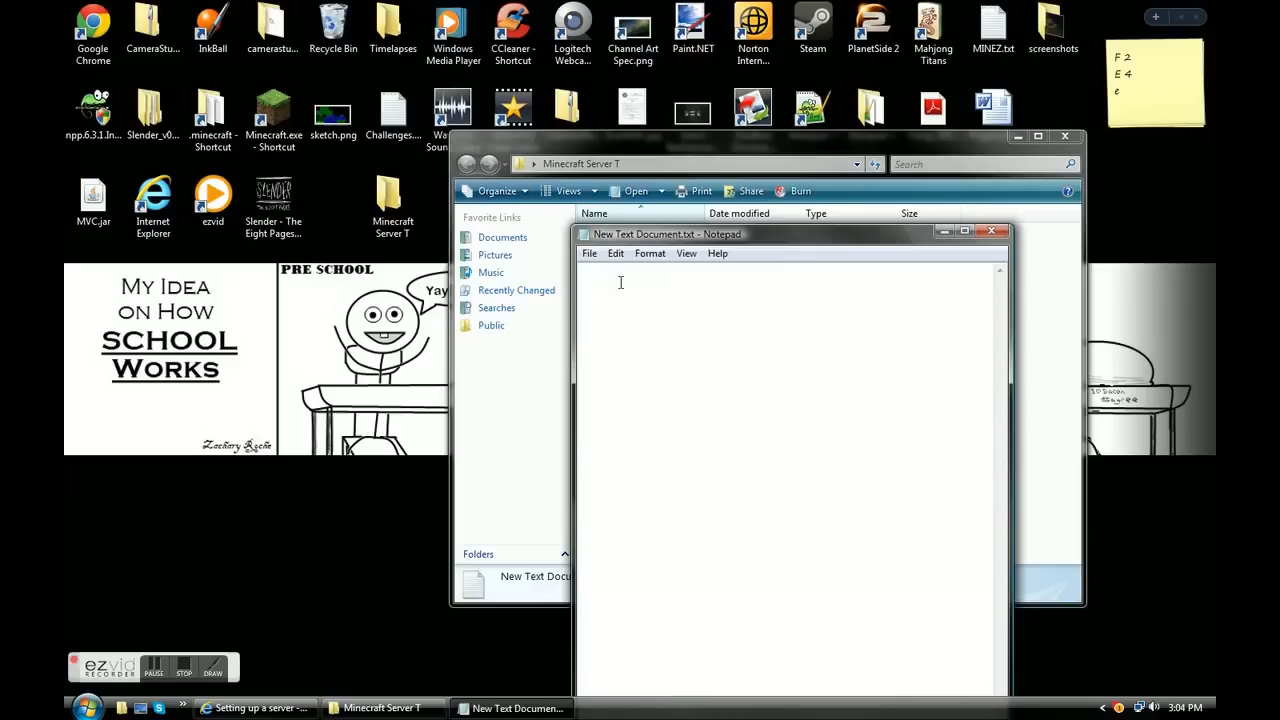 Google
Chrome
CameraStu...
InkBall
camerastu...
Recycle Bin
Timelapses
Windows
Media Player
CCleaner -
Shortcut
Logitech
Webca...
Channel Art
Spec.png
Paint.NET
Norton
Intern...
Steam
PlanetSide 2
Mahjong
Titans
MINEZ.txt
screenshots
F 2
E 4
e
npp.6.3.1.In...
Slender_v0...
.minecraft -
Shortcut
Minecraft.exe
- Shortcut
sketch.png
Challenges....
MVC.jar
Internet
Explorer
ezvid
Slender - The
Eight Pages...
Minecraft
Server T
SLENDER
Minecraft Server T
Search
Organize
Views
Open
Print
Share
Burn
Favorite Links
Name
Date modified
Type
Size
Documents
Pictures
Music
Recently Changed
Searches
Public
Folders
New Text Docu
New Text Document.txt - Notepad
File
Edit
Format
View
Help
MY IDEA
ON HOW
SCHOOL
WORKS
PRE SCHOOL
Yay
Zachary Roche
ezvid
RECORDER
PAUSE
STOP
DRAW
Setting up a server -...
Minecraft Server T
New Text Documen...
3:04 PM